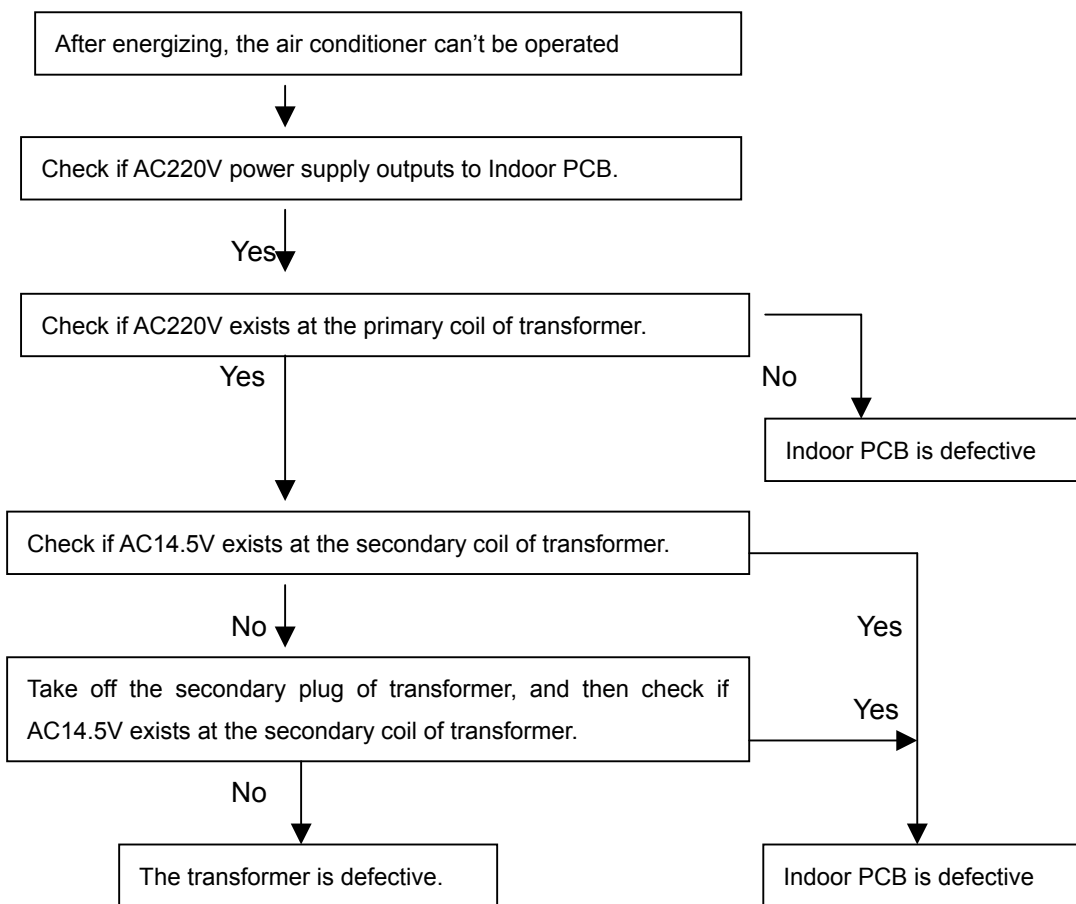 After energizing, the air conditioner can’t be operated
Check if AC220V power supply outputs to Indoor PCB.
Yes
Check if AC220V exists at the primary coil of transformer.
Yes
No
Indoor PCB is defective
Check if AC14.5V exists at the secondary coil of transformer.
No
Yes
Take off the secondary plug of transformer, and then check if
AC14.5V exists at the secondary coil of transformer.
Yes
No
The transformer is defective.
Indoor PCB is defective